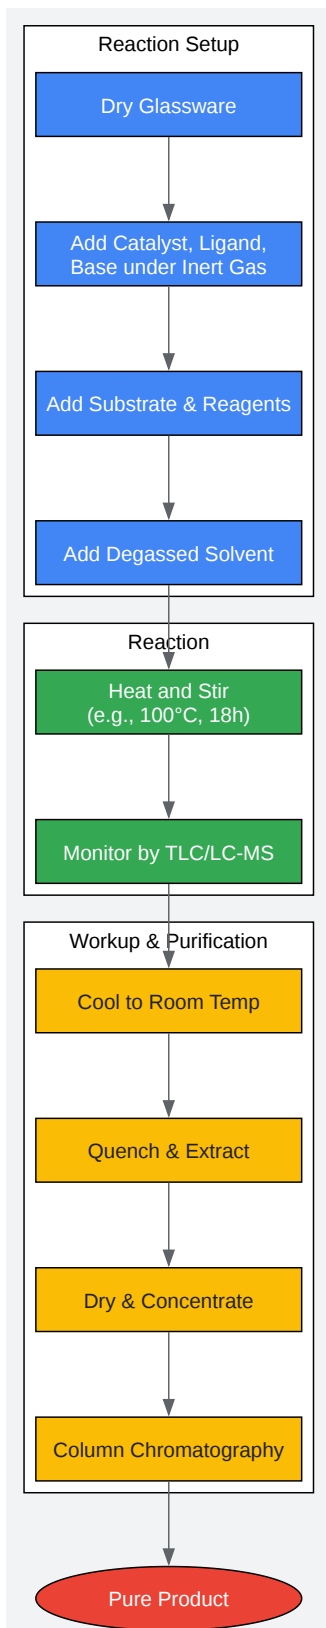 Reaction Setup
Dry Glassware
Add Catalyst, Ligand,
Base under Inert Gas
Add Substrate & Reagents
Add Degassed Solvent
Reaction
Heat and Stir
(e.g., 100°C, 18h)
Monitor by TLC/LC-MS
Workup & Purification
Cool to Room Temp
Quench & Extract
Dry & Concentrate
Column Chromatography
Pure Product